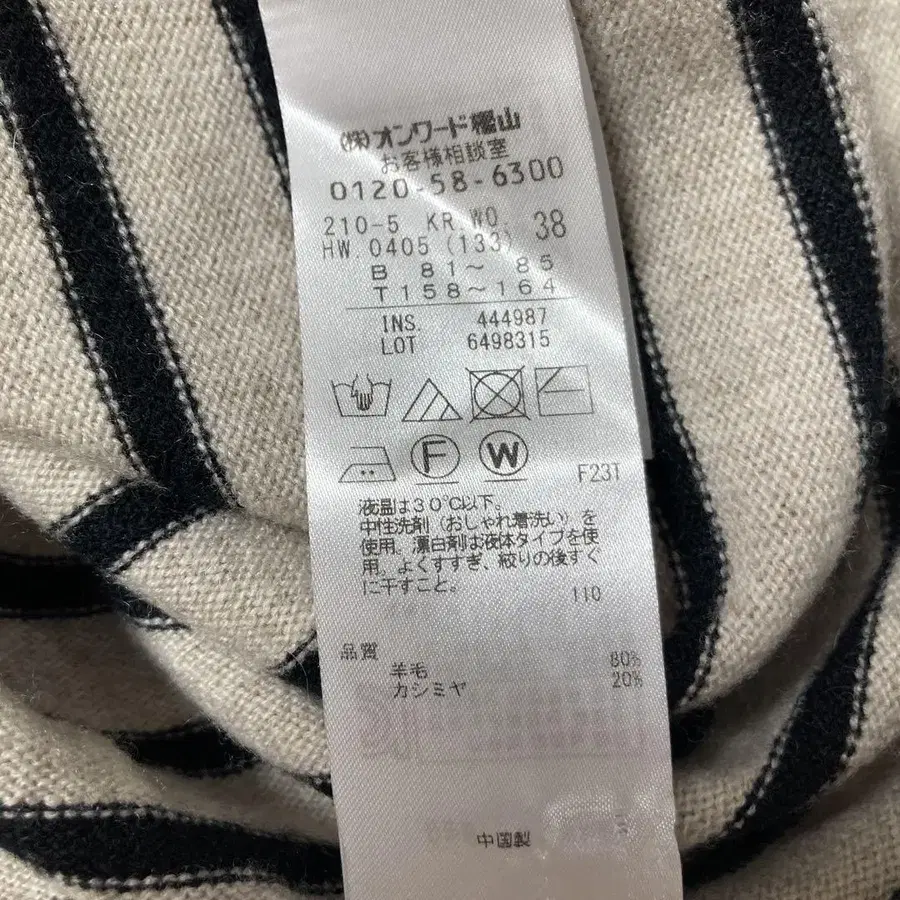 ㈱オンワード樫山
お客様相談室
0120-58-6300
210-5 KR.WO. 38
HW.0405 (133)
B 81～ 85
T 158～164
INS. 444987
LOT 6498315
F W F231
液温は30℃以下。
中性洗剤（おしゃれ着洗い）を
使用。漂白剤は液体タイプを使
用。よくすすぎ、絞りの後すぐ
に干すこと。 110
品質
羊毛 80%
カシミヤ 20%
中国製